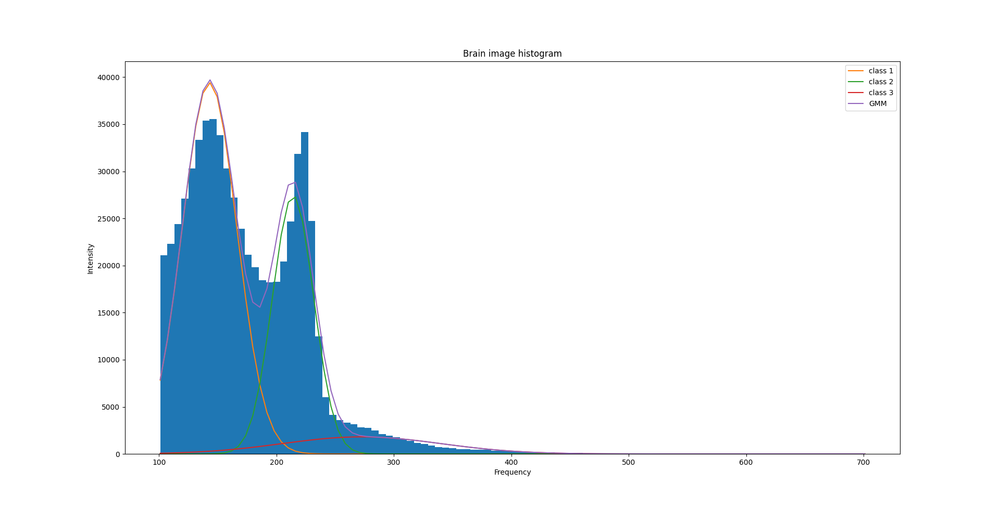 Brain image histogram
40000
35000
30000
25000
20000
15000
10000
5000
0
Intensity
100 200 300 400 500 600 700
Frequency
class 1
class 2
class 3
GMM